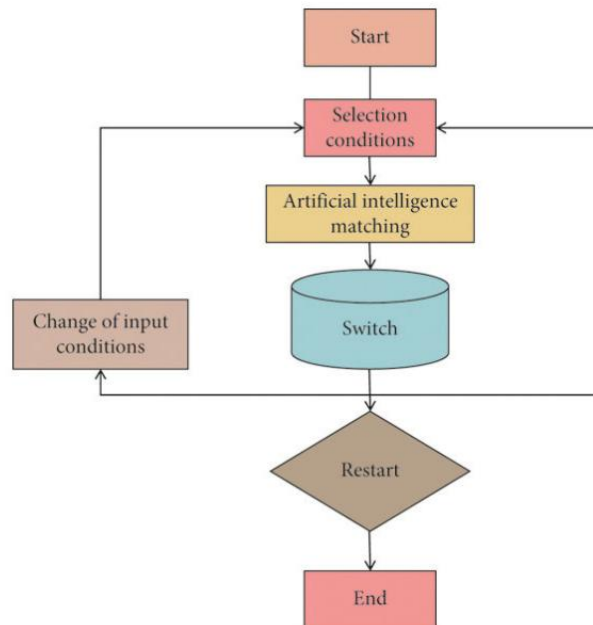 Start
Selection
conditions
Artificial intelligence
matching
Switch
Change of input
conditions
Restart
End